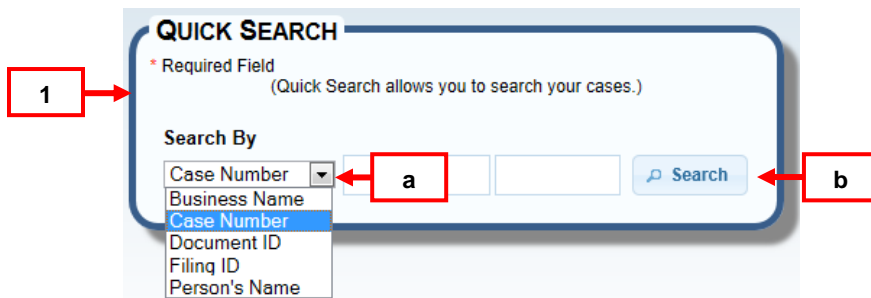 QUICK SEARCH
* Required Field
(Quick Search allows you to search your cases.)
1
Search By
Case Number
a
Search
b
Business Name
Case Number
Document ID
Filing ID
Person's Name